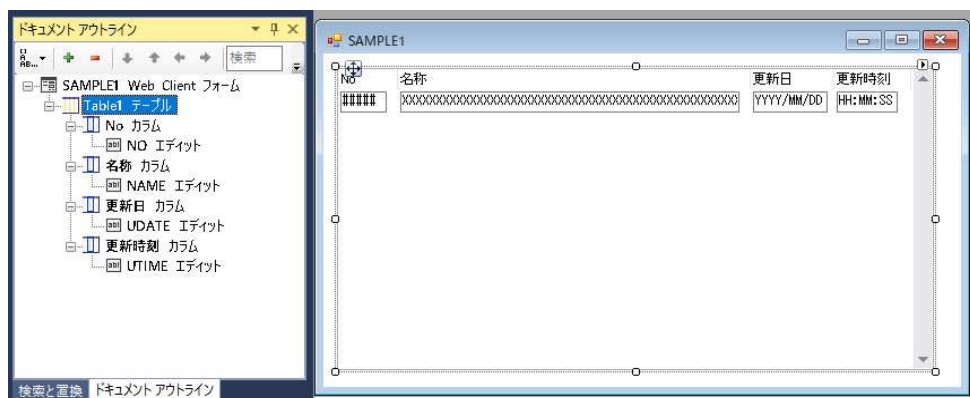 ドキュメント アウトライン
検索
SAMPLE1 Web Client フォーム
Table1 テーブル
No カラム
NO エディット
名称 カラム
NAME エディット
更新日 カラム
UDATE エディット
更新時刻 カラム
UTIME エディット
検索と置換 ドキュメント アウトライン
SAMPLE1
No 名称 更新日 更新時刻
##### YYYY/MM/DD HH:MM:SS